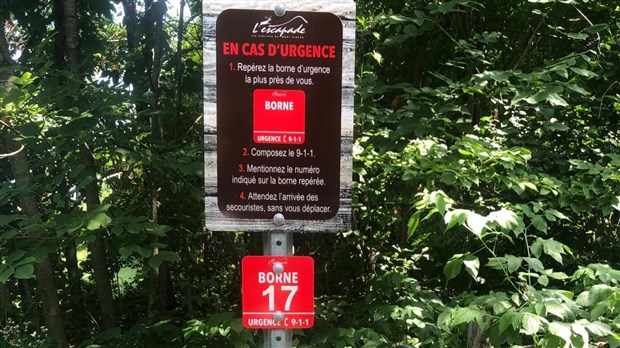 L'escapade
EN CAS D'URGENCE
1. Repérez la borne d'urgence
la plus près de vous.
BORNE
URGENCE 9-1-1
2. Composez le 9-1-1.
3. Mentionnez le numéro
indiqué sur la borne repérée.
4. Attendez l'arrivée des
secouristes, sans vous déplacer.
BORNE
17
URGENCE 9-1-1